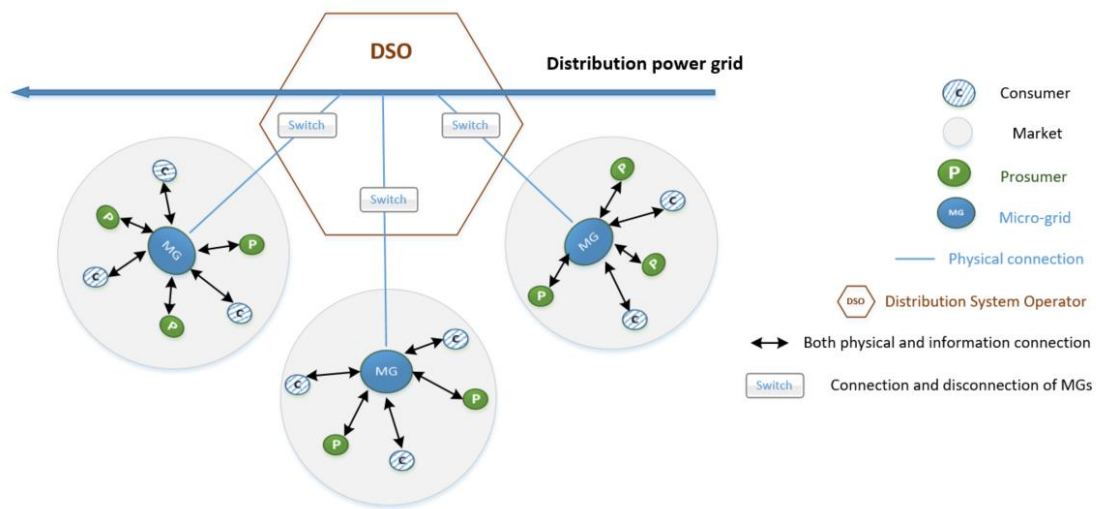 DSO
Distribution power grid
Switch
Switch
Switch
C
P
MG
P
C
C
P
P
C
MG
P
P
C
C
MG
C
P
P
C
C Consumer
Market
P Prosumer
MG Micro-grid
Physical connection
DSO Distribution System Operator
Both physical and information connection
Switch Connection and disconnection of MGs